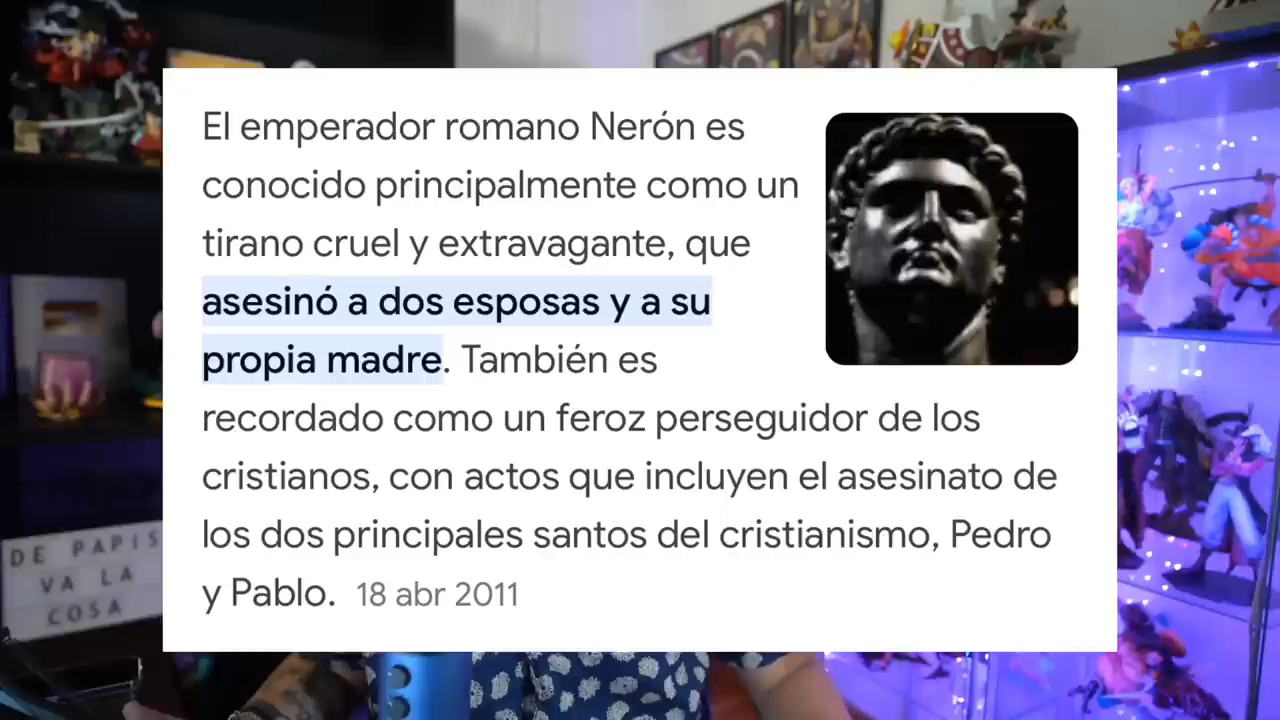 El emperador romano Nerón es
conocido principalmente como un
tirano cruel y extravagante, que
asesinó a dos esposas y a su
propia madre. También es
recordado como un feroz perseguidor de los
cristianos, con actos que incluyen el asesinato de
los dos principales santos del cristianismo, Pedro
y Pablo. 18 abr 2011
DE PAPIS
VA LA
COSA